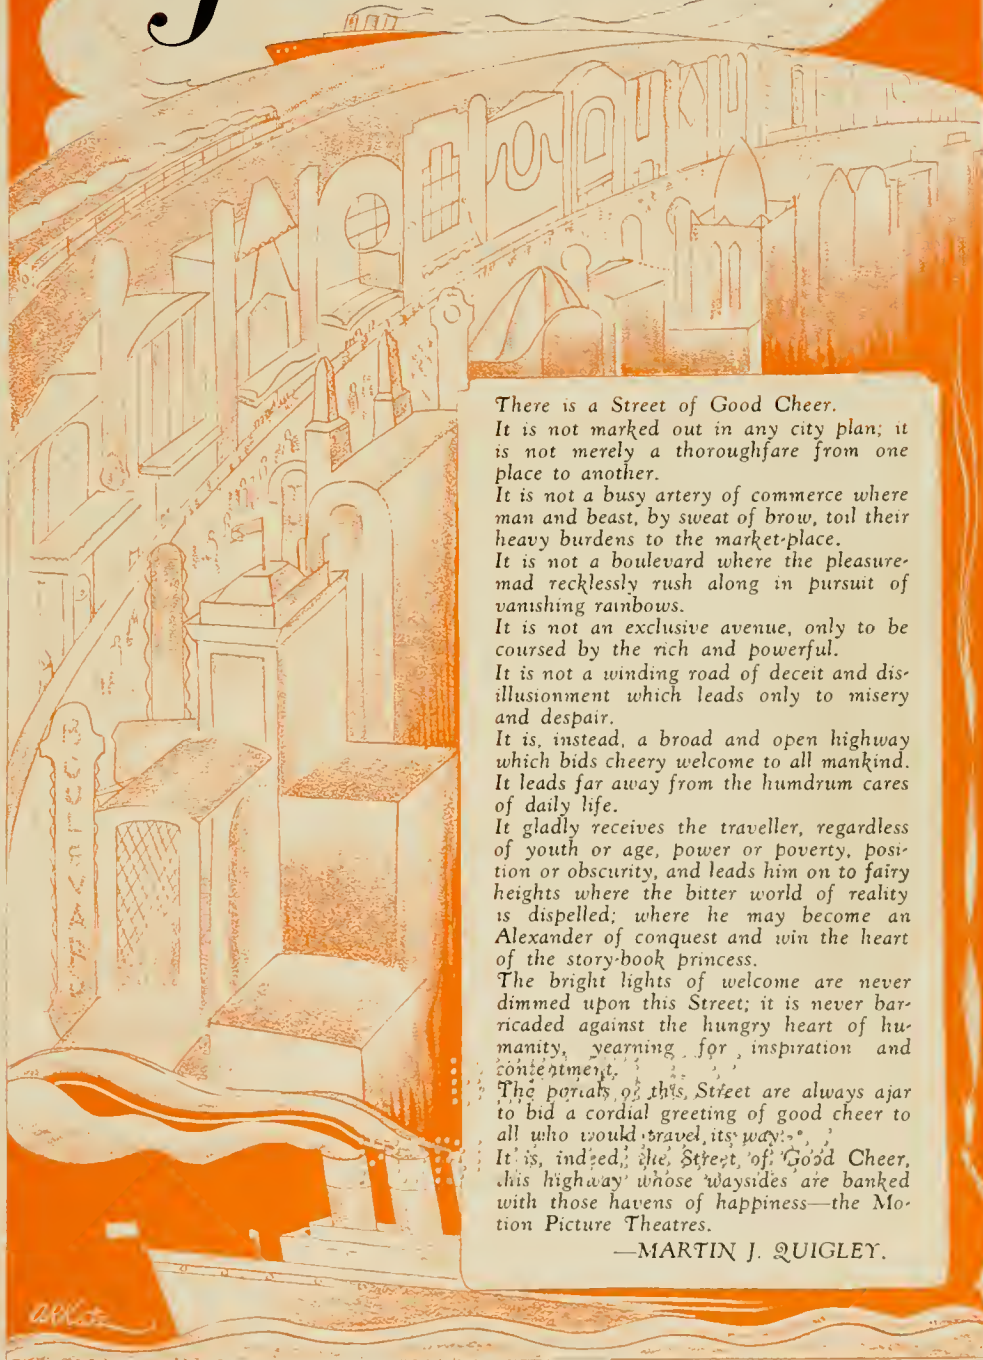 There is a Street of Good Cheer.
It is not marked out in any city plan; it
is not merely a thoroughfare from one
place to another.
It is not a busy artery of commerce where
man and beast, by sweat of brow, toil their
heavy burdens to the market-place.
It is not a boulevard where the pleasure-
mad recklessly rush along in pursuit of
vanishing rainbows.
It is not an exclusive avenue, only to be
coursed by the rich and powerful.
It is not a winding road of deceit and dis-
illusionment which leads only to misery
and despair.
It is, instead, a broad and open highway
which bids cheery welcome to all mankind.
It leads far away from the humdrum cares
of daily life.
It gladly receives the traveller, regardless
of youth or age, power or poverty, posi-
tion or obscurity, and leads him on to fairy
heights where the bitter world of reality
is dispelled; where he may become an
Alexander of conquest and win the heart
of the story-book princess.
The bright lights of welcome are never
dimmed upon this Street; it is never bar-
ricaded against the hungry heart of hu-
manity, yearning for inspiration and
contentment.
The portals of this Street are always ajar
to bid a cordial greeting of good cheer to
all who would travel its way.
It is, indeed, the Street of Good Cheer,
this highway whose waysides are banked
with those havens of happiness—the Mo-
tion Picture Theatres.
—MARTIN J. QUIGLEY.